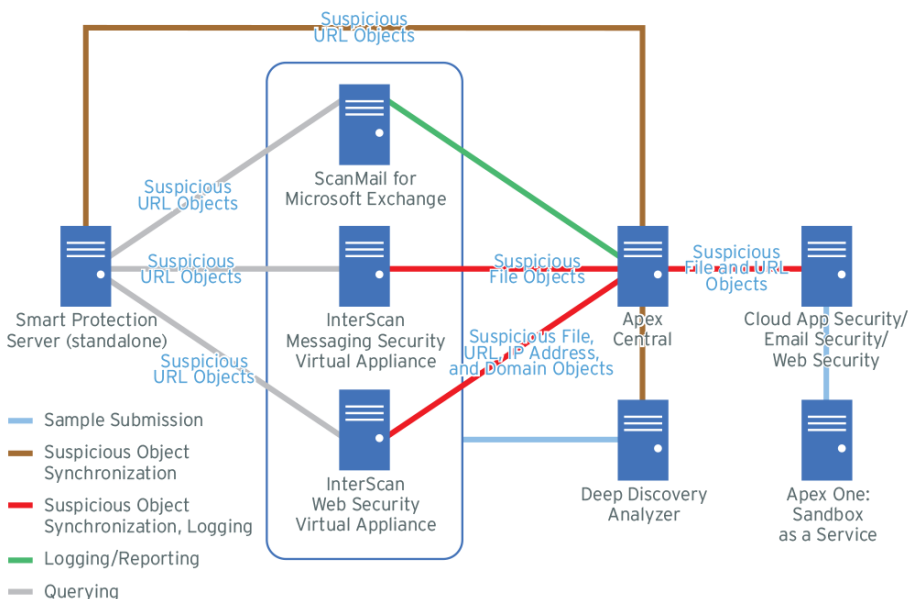 Suspicious
URL Objects
ScanMail for
Microsoft Exchange
Suspicious
URL Objects
Suspicious
URL Objects
Suspicious
File Objects
Suspicious
File and URL
Objects
Smart Protection
Server (standalone)
InterScan
Messaging Security
Virtual Appliance
Apex
Central
Cloud App Security/
Email Security/
Web Security
Suspicious
URL Objects
Suspicious File,
URL, IP Address,
and Domain Objects
InterScan
Web Security
Virtual Appliance
Deep Discovery
Analyzer
Apex One:
Sandbox
as a Service
Sample Submission
Suspicious Object
Synchronization
Suspicious Object
Synchronization, Logging
Logging/Reporting
Querying